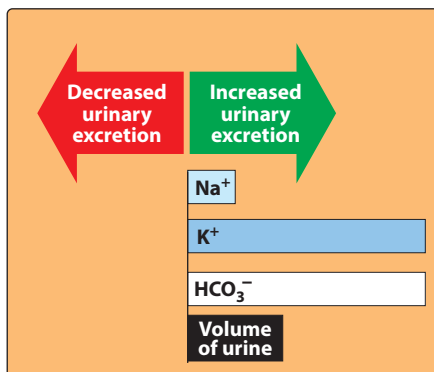 Decreased
urinary
excretion
Increased
urinary
excretion
Na⁺
K⁺
HCO₃⁻
Volume
of urine